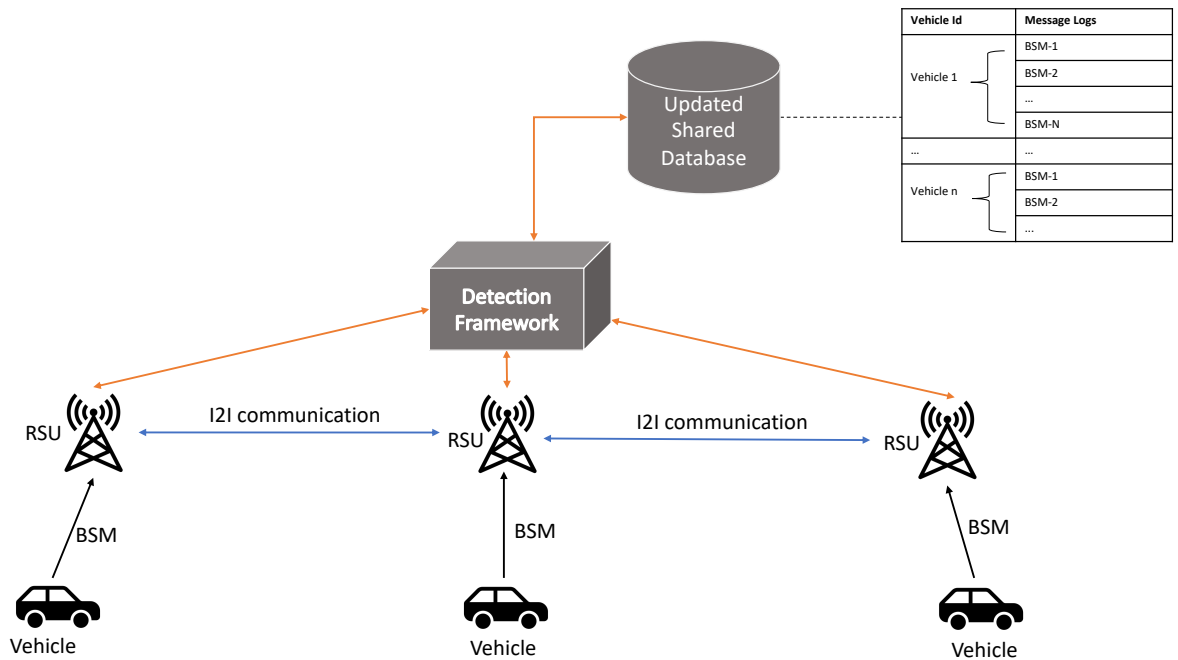 Vehicle Id Message Logs
BSM-1
Vehicle 1 BSM-2
...
BSM-N
... ...
BSM-1
Vehicle n BSM-2
...
Updated
Shared
Database
Detection
Framework
I2I communication
I2I communication
RSU
RSU
RSU
BSM
BSM
BSM
Vehicle
Vehicle
Vehicle